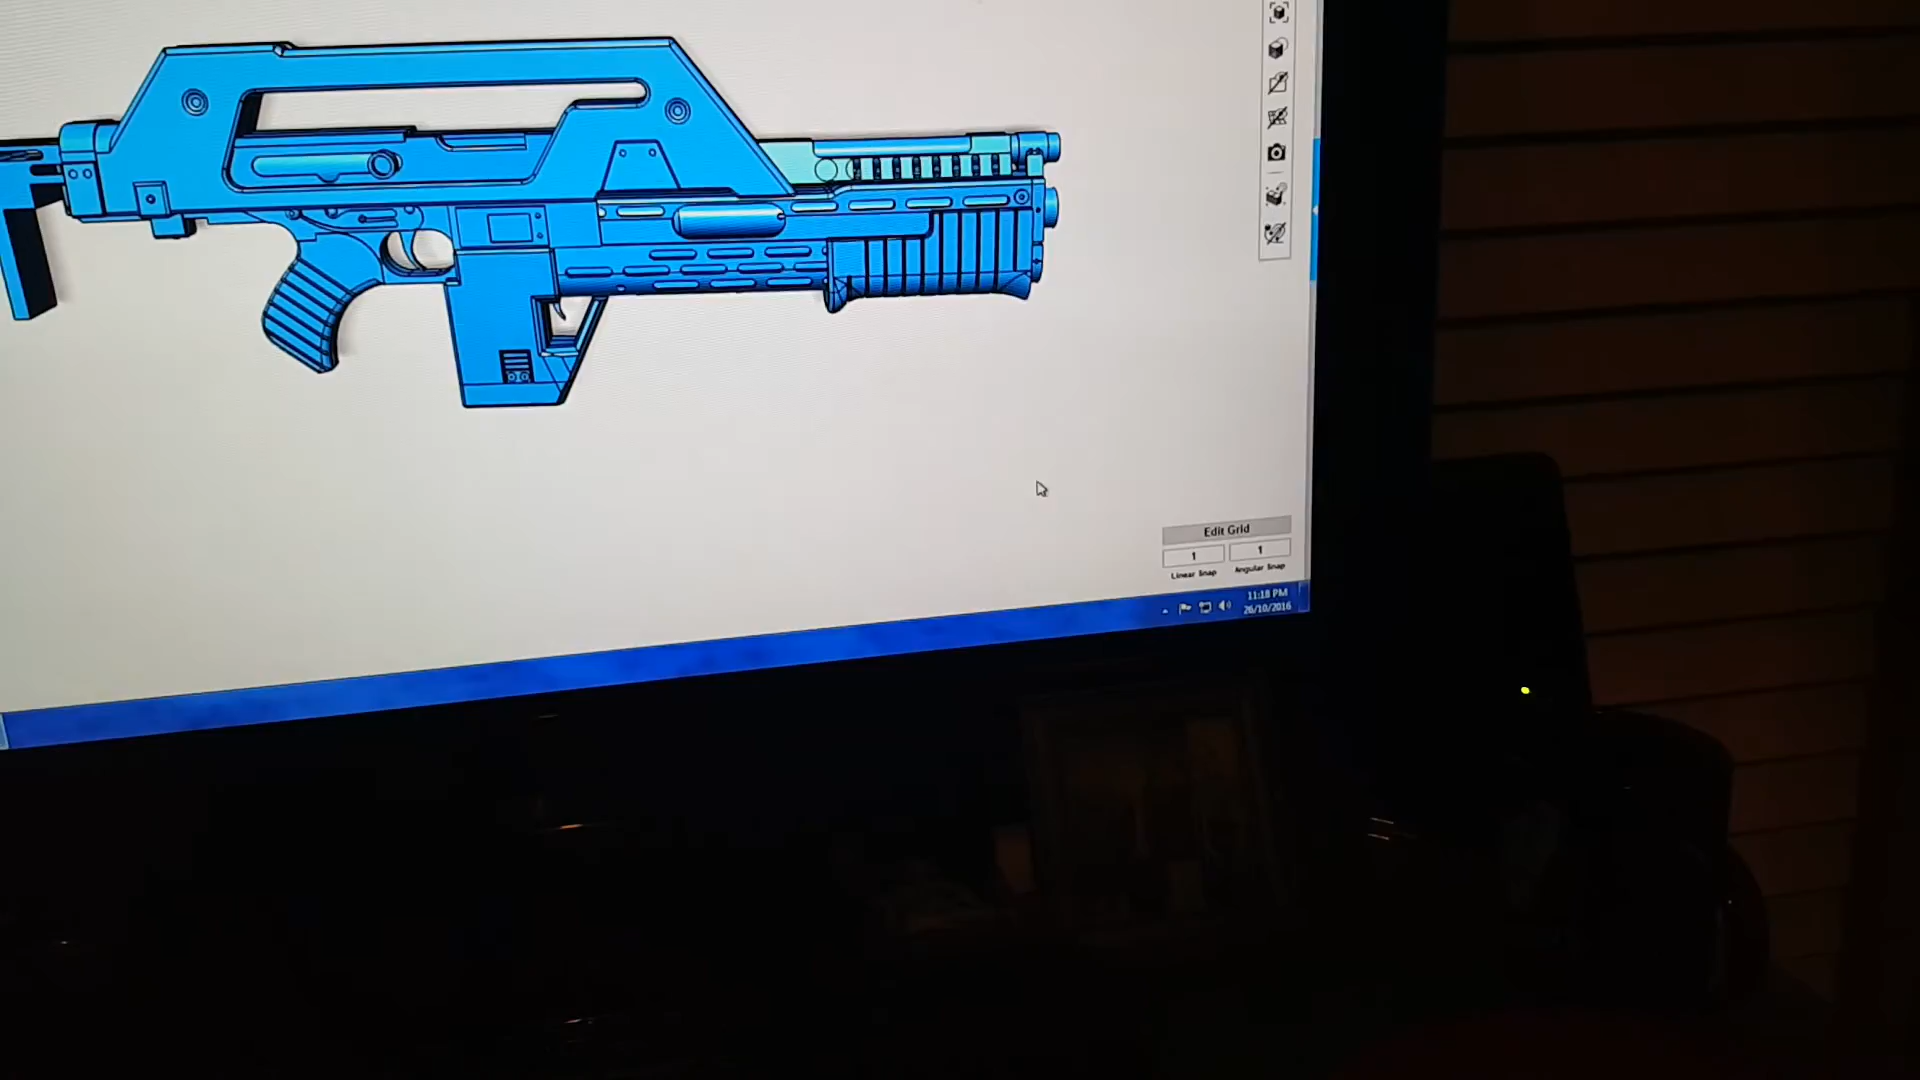 Edit Grid
1 1
Linear Snap Angular Snap
11:18 PM
26/10/2016